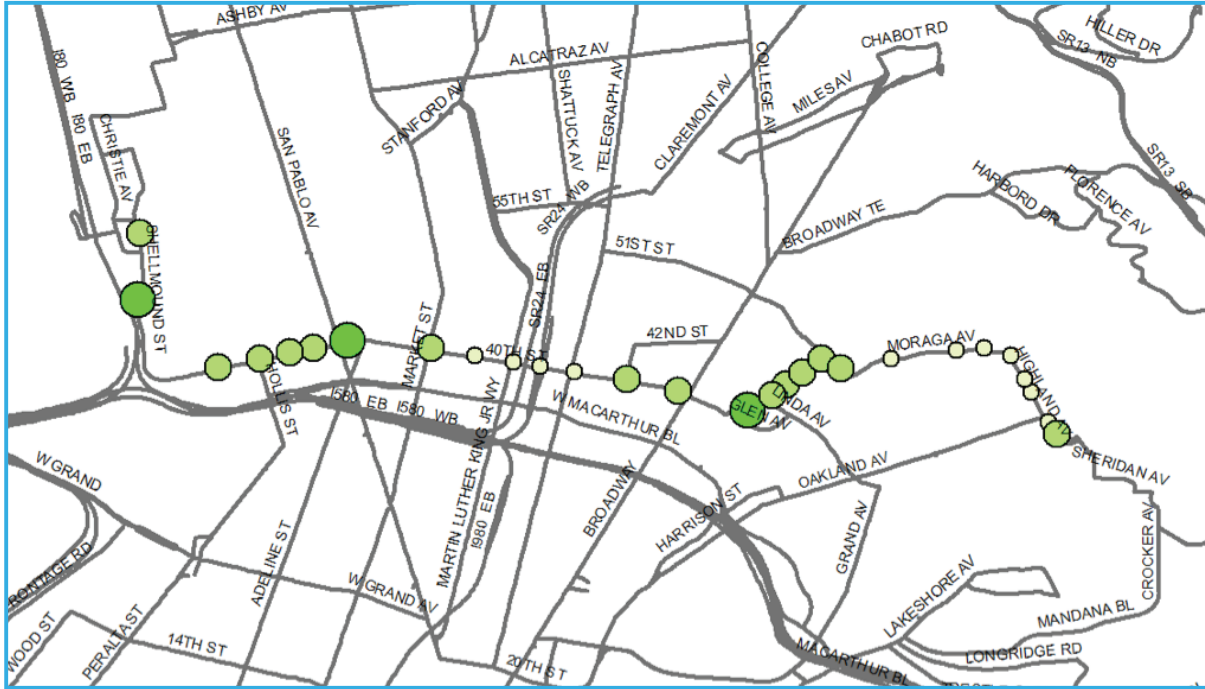 ASHBY AV
HILLER DR
SR13 NB
CHABOT RD
ALCATRAZ AV
I80 WB
I80 EB
SHATTUCK AV
TELEGRAPH AV
COLLEGE AV
MILES AV
CLAREMONT AV
STANFORD AV
CHRISTIE AV
SAN PABLO AV
SR13 SB
HARBORD DR
FLORENCE AV
55TH ST
SR24 WB
BROADWAY TE
51ST ST
SHELLMOUND ST
SR24 EB
MARKET ST
42ND ST
40TH ST
MORAGA AV
HIGHLAND
HOLLIS ST
I580 EB
I580 WB
W MACARTHUR BL
GLEN AV
LINDA AV
SHERIDAN AV
OAKLAND AV
W GRAND
MARTIN LUTHER KING JR WY
I980 EB
BROADWAY
HARRISON ST
GRAND AV
CROCKER AV
RONTAGE RD
ADELINE ST
W GRAND AV
LAKESHORE AV
MANDANA BL
WOOD ST
PERALTA ST
14TH ST
20TH ST
MACARTHUR BL
LONGRIDGE RD